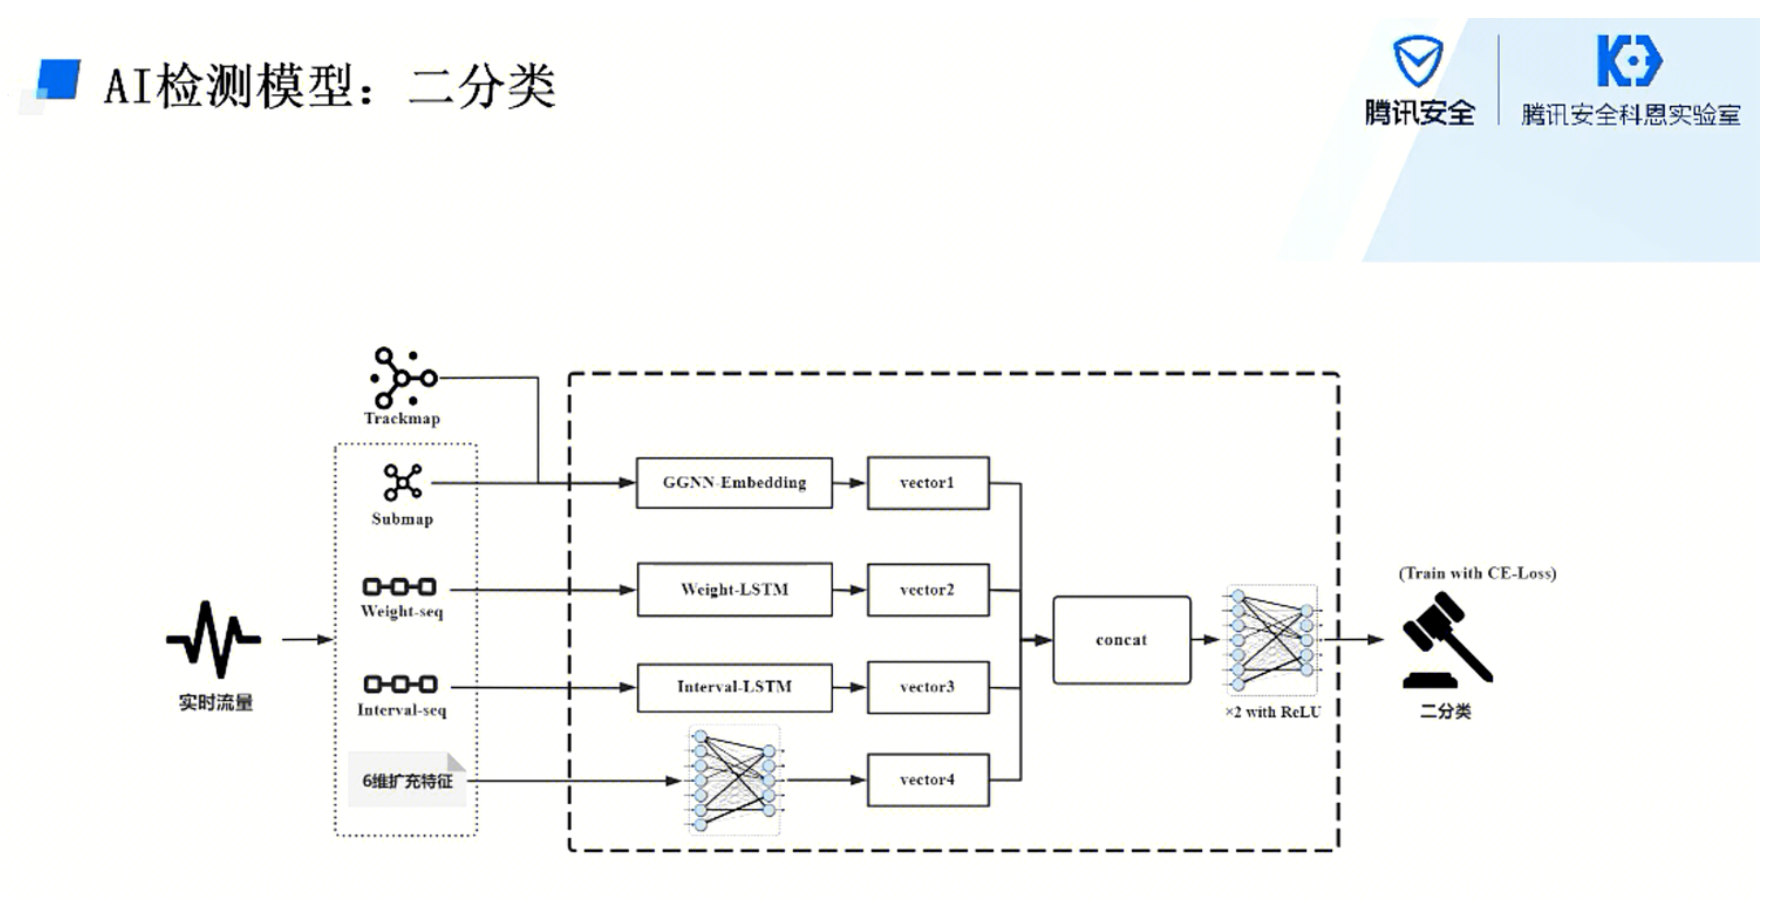 AI检测模型：二分类
腾讯安全
腾讯安全科恩实验室
Trackmap
Submap
Weight-seq
Interval-seq
6维扩充特征
实时流量
GGNN-Embedding
vector1
Weight-LSTM
vector2
Interval-LSTM
vector3
vector4
concat
×2 with ReLU
(Train with CE-Loss)
二分类